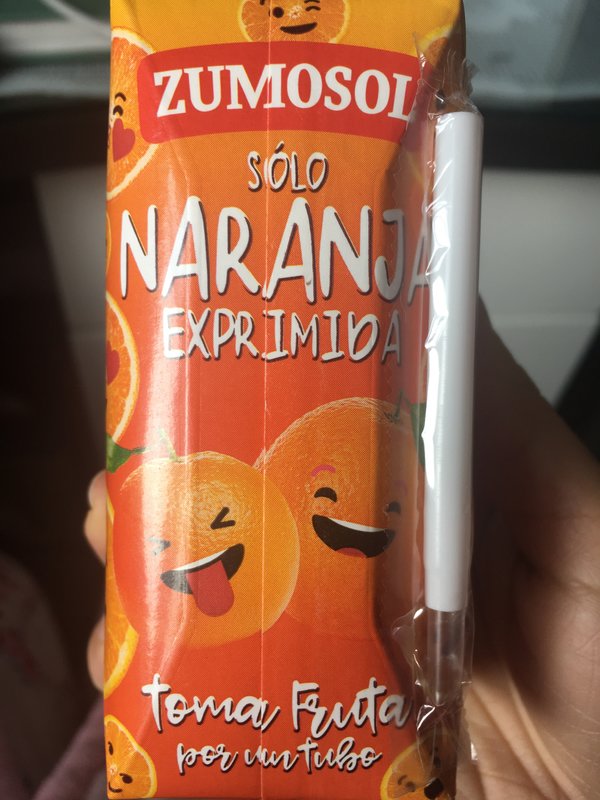 ZUMOSOL
SÓLO
NARANJA
EXPRIMIDA
toma Fruta
por un tubo